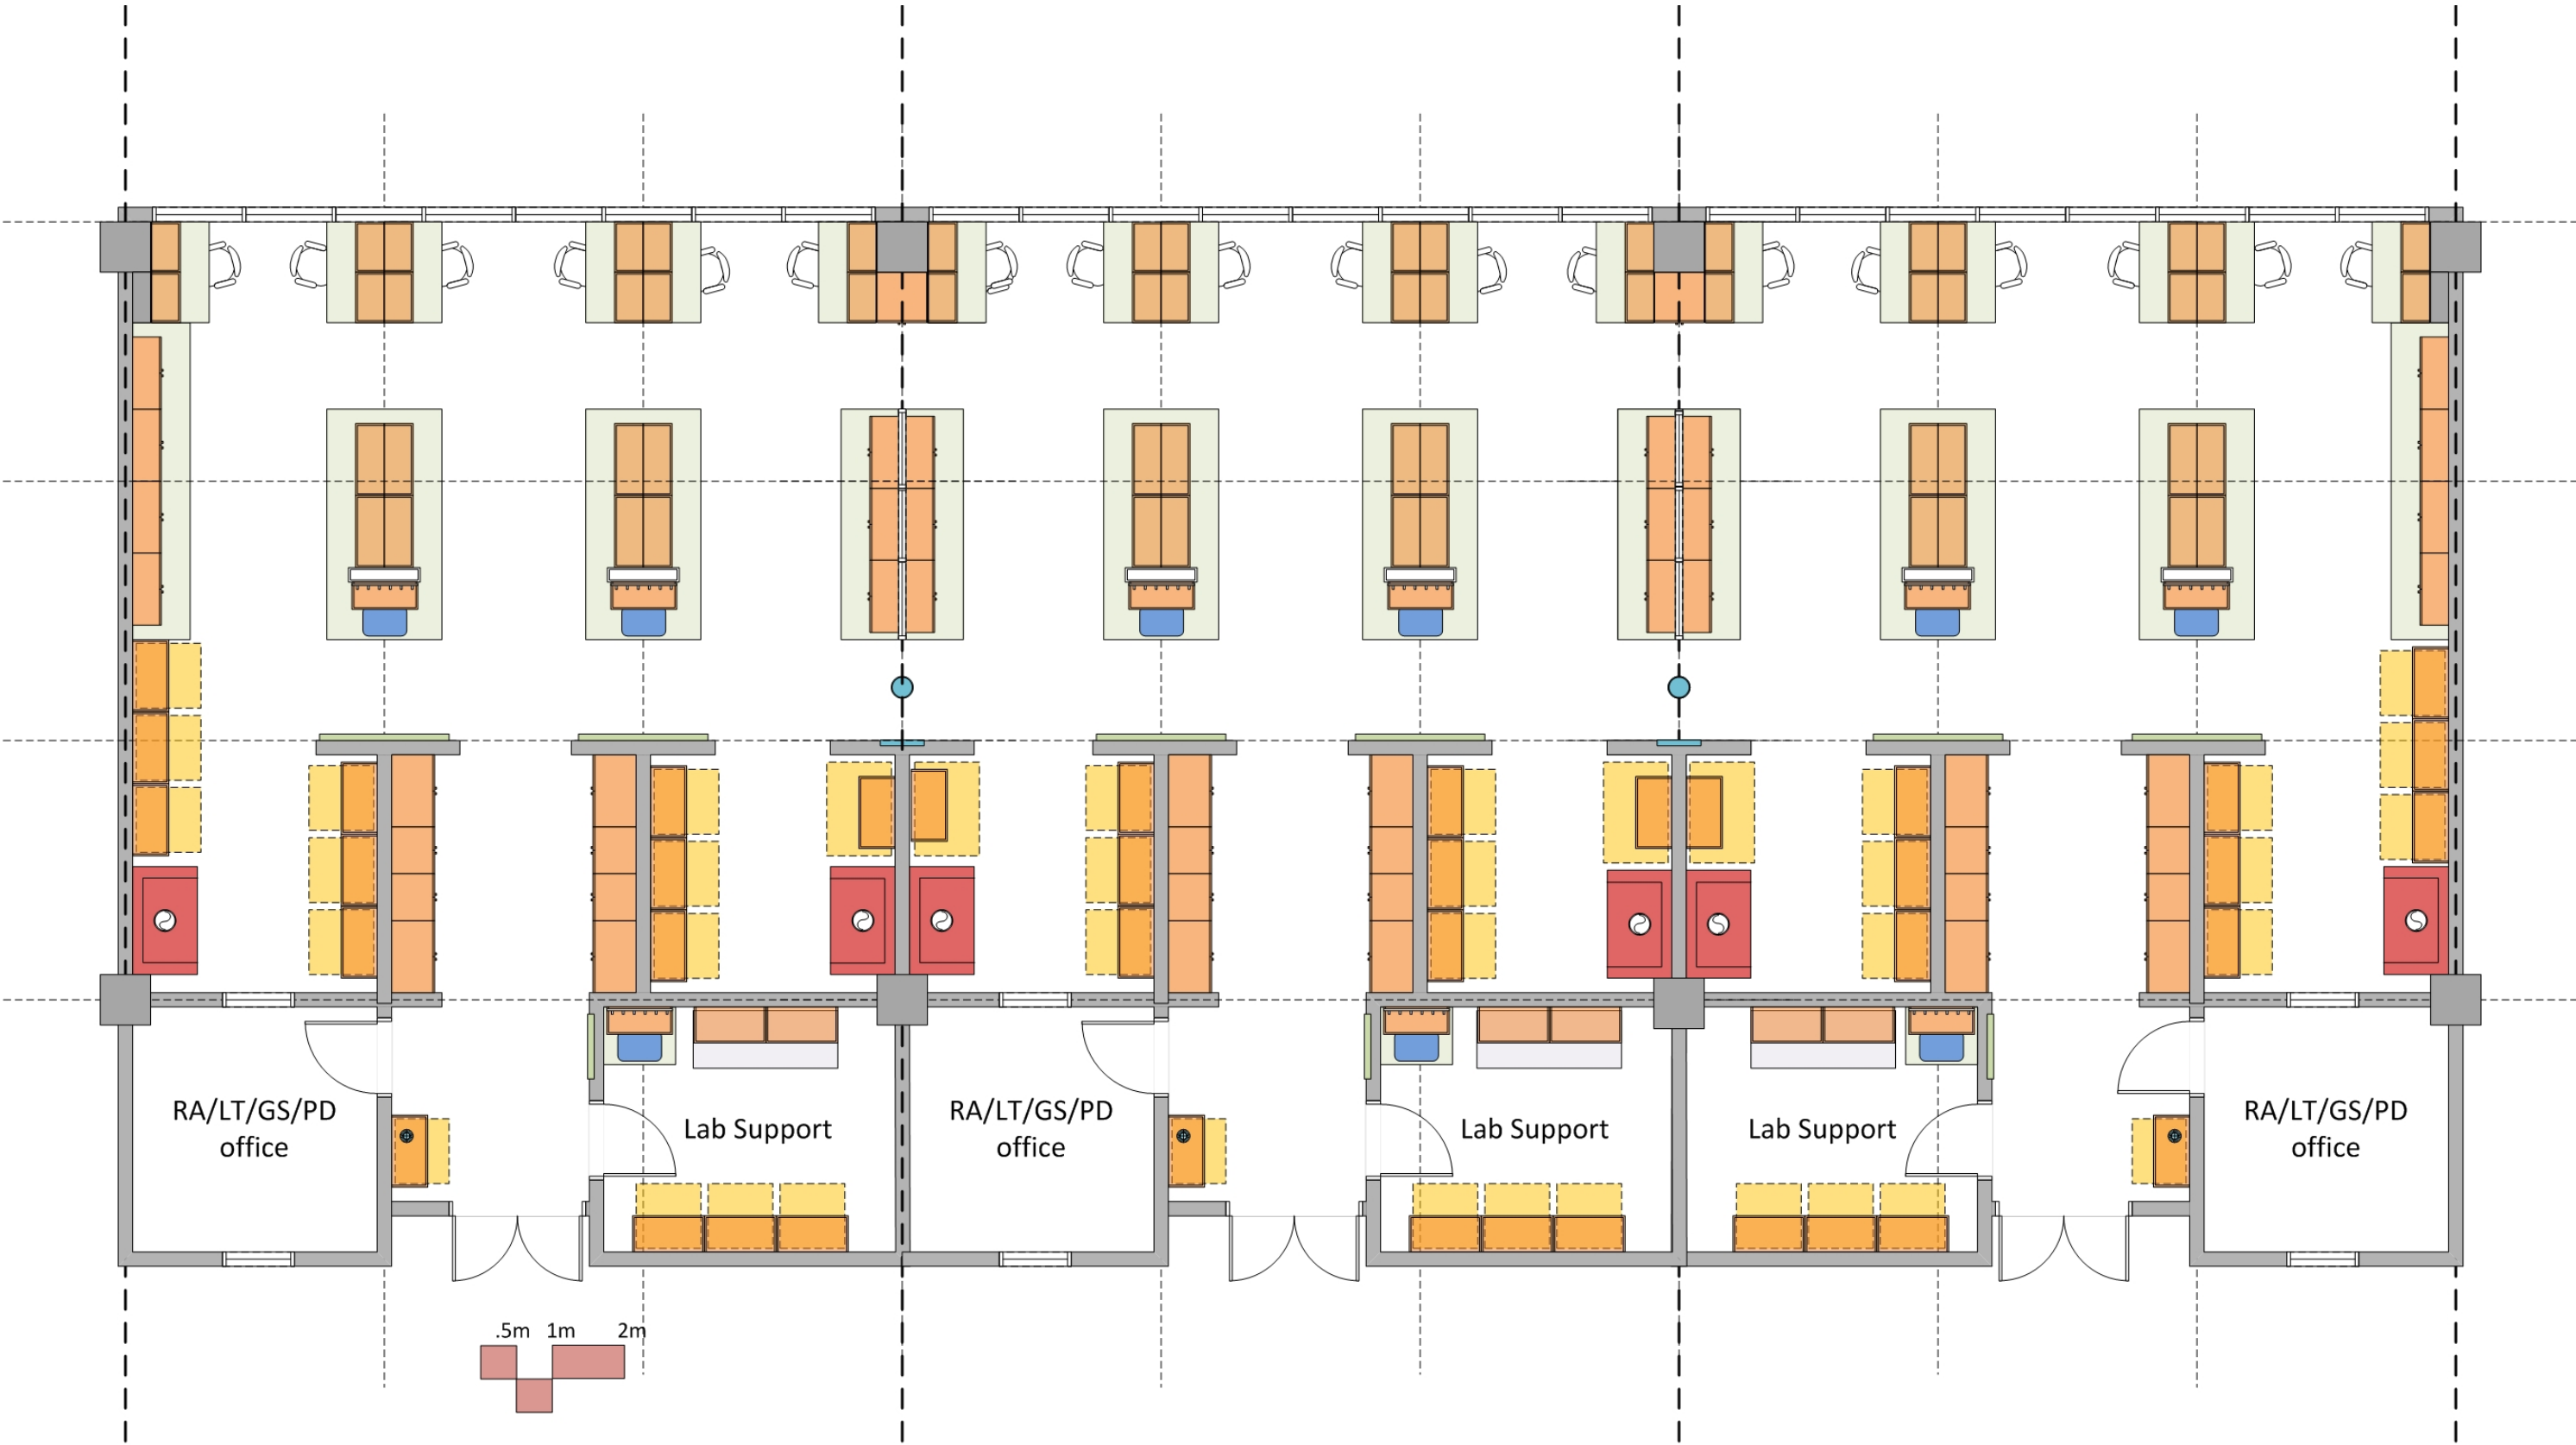 RA/LT/GS/PD
office
Lab Support
RA/LT/GS/PD
office
Lab Support
Lab Support
RA/LT/GS/PD
office
.5m 1m 2m